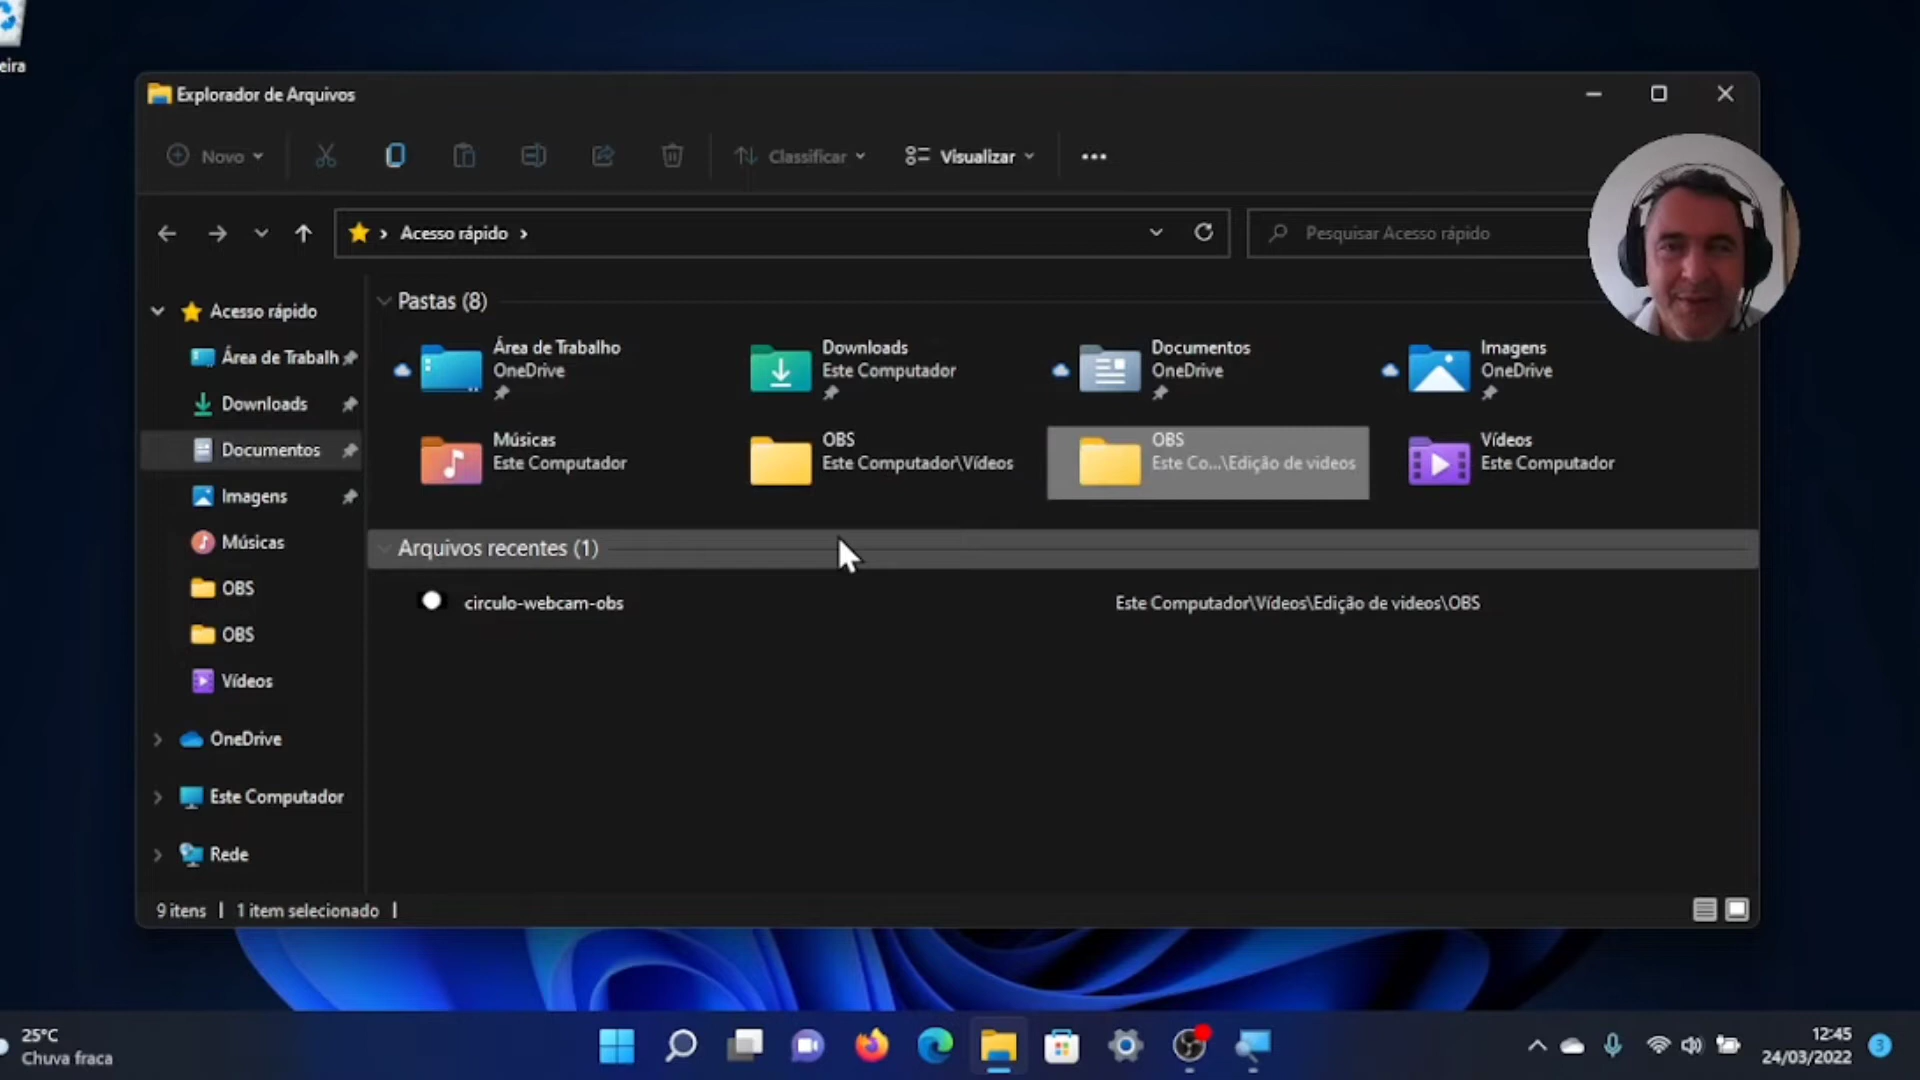 eira
Explorador de Arquivos
Novo
Classificar
Visualizar
Acesso rápido
Pesquisar Acesso rápido
Acesso rápido
Área de Trabalh
Downloads
Documentos
Imagens
Músicas
OBS
OBS
Vídeos
OneDrive
Este Computador
Rede
Pastas (8)
Área de Trabalho
OneDrive
Downloads
Este Computador
Documentos
OneDrive
Imagens
OneDrive
Músicas
Este Computador
OBS
Este Computador\Vídeos
OBS
Este Co...\Edição de videos
Vídeos
Este Computador
Arquivos recentes (1)
circulo-webcam-obs
Este Computador\Vídeos\Edição de videos\OBS
9 itens
1 item selecionado
25°C
Chuva fraca
12:45
24/03/2022
3